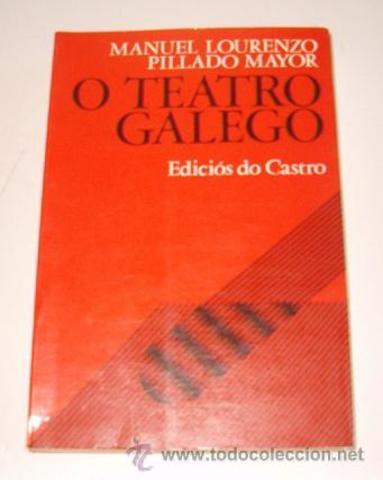 MANUEL LOURENZO
PILLADO MAYOR
O TEATRO
GALEGO
Ediciós do Castro
www.todocoleccion.net